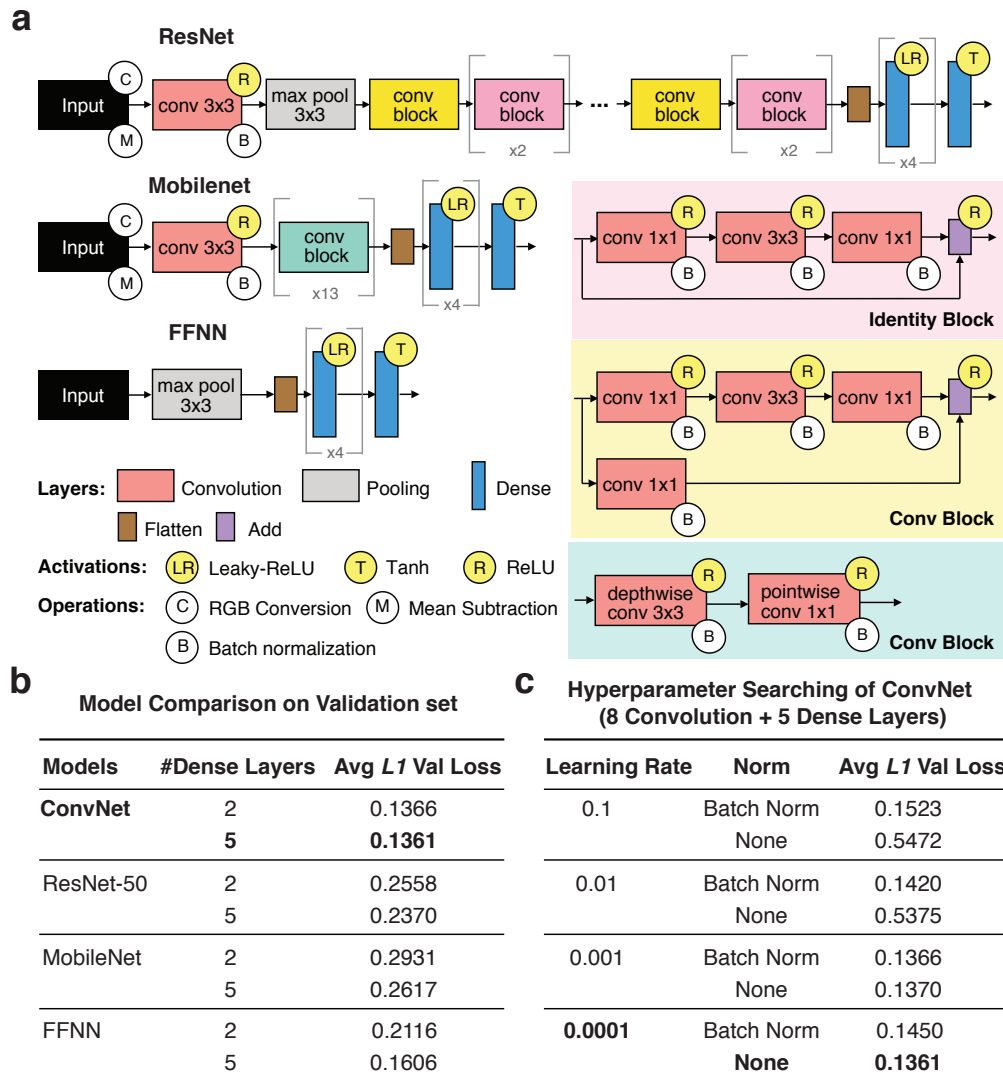 a
ResNet
Input
C
M
conv 3x3
R
B
max pool
3x3
conv
block
conv
block
x2
...
conv
block
conv
block
x2
LR
x4
T
Mobilenet
Input
C
M
conv 3x3
R
B
conv
block
x13
LR
x4
T
conv 1x1
R
B
conv 3x3
R
B
conv 1x1
B
R
Identity Block
FFNN
Input
max pool
3x3
LR
x4
T
conv 1x1
R
B
conv 3x3
R
B
conv 1x1
B
R
conv 1x1
B
Conv Block
Layers: Convolution Pooling Dense
Flatten Add
Activations: LR Leaky-ReLU T Tanh R ReLU
Operations: C RGB Conversion M Mean Subtraction
B Batch normalization
depthwise
conv 3x3
R
B
pointwise
conv 1x1
R
B
Conv Block
b
Model Comparison on Validation set
Models #Dense Layers Avg L1 Val Loss
ConvNet 2 0.1366
5 0.1361
ResNet-50 2 0.2558
5 0.2370
MobileNet 2 0.2931
5 0.2617
FFNN 2 0.2116
5 0.1606
c
Hyperparameter Searching of ConvNet
(8 Convolution + 5 Dense Layers)
Learning Rate Norm Avg L1 Val Loss
0.1 Batch Norm 0.1523
None 0.5472
0.01 Batch Norm 0.1420
None 0.5375
0.001 Batch Norm 0.1366
None 0.1370
0.0001 Batch Norm 0.1450
None 0.1361